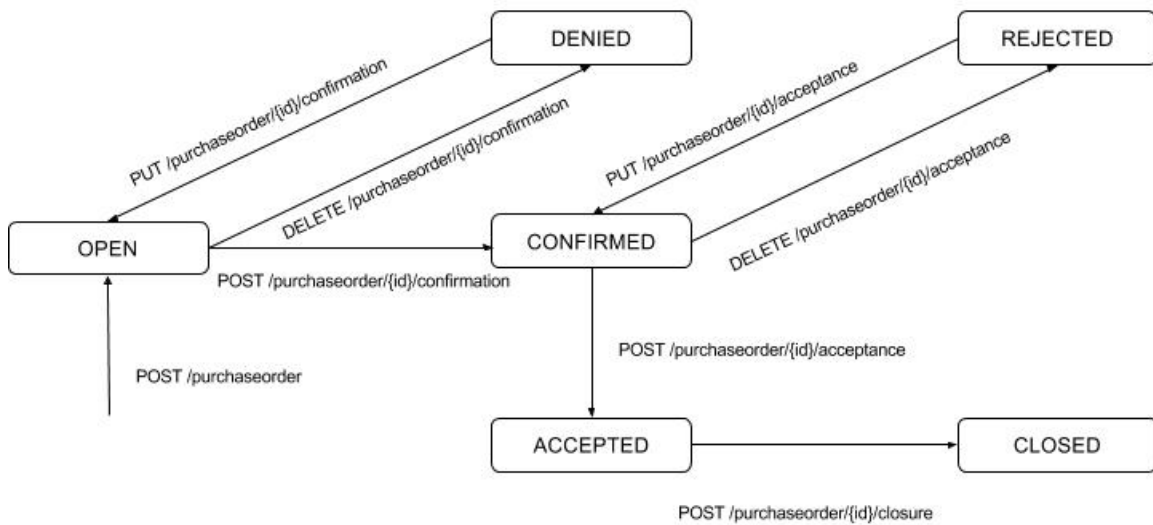 DENIED
REJECTED
PUT /purchaseorder/{id}/confirmation
DELETE /purchaseorder/{id}/confirmation
PUT /purchaseorder/{id}/acceptance
DELETE /purchaseorder/{id}/acceptance
OPEN
CONFIRMED
POST /purchaseorder/{id}/confirmation
POST /purchaseorder/{id}/acceptance
POST /purchaseorder
ACCEPTED
CLOSED
POST /purchaseorder/{id}/closure